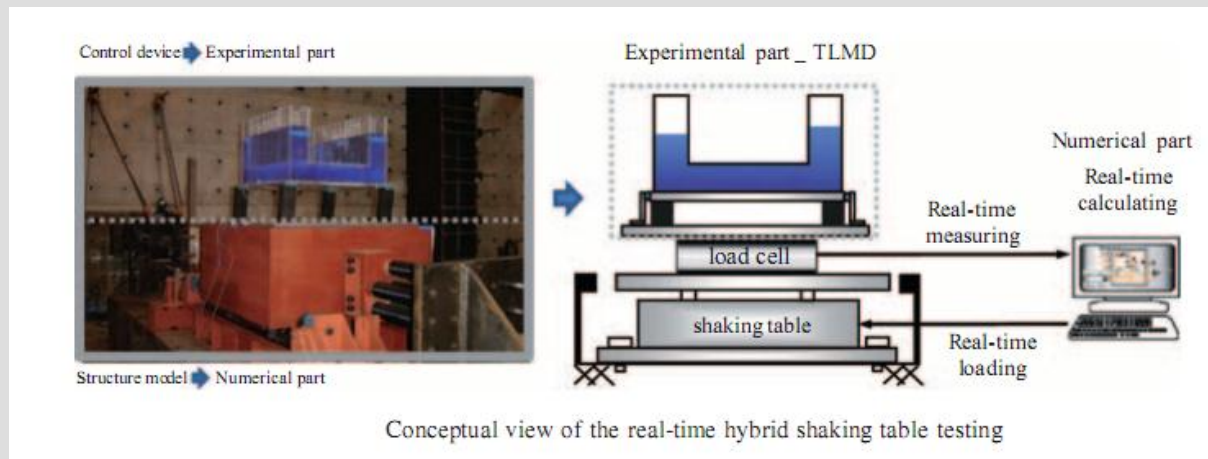 Control device Experimental part
Structure model Numerical part
Experimental part _ TLMD
load cell
shaking table
Real-time
measuring
Real-time
loading
Numerical part
Real-time
calculating
Conceptual view of the real-time hybrid shaking table testing